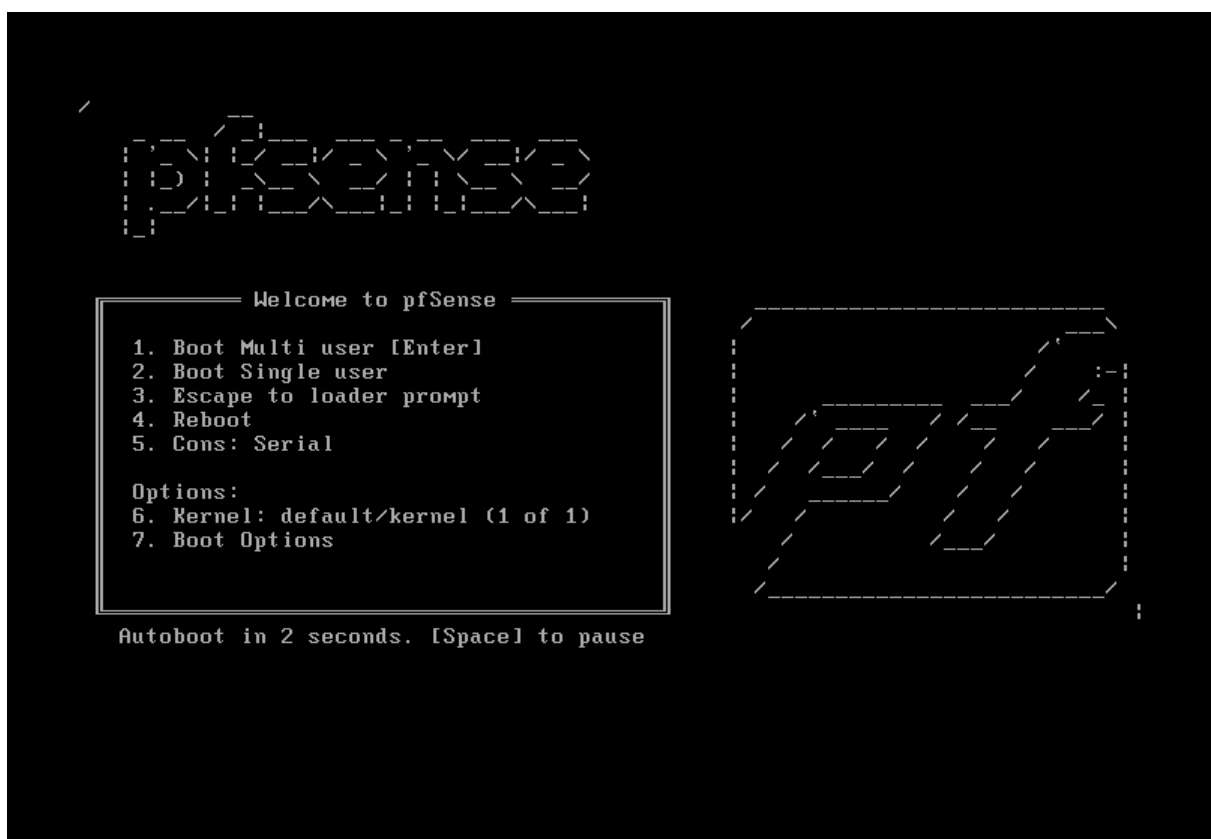 pfsense
Welcome to pfSense
1. Boot Multi user [Enter]
2. Boot Single user
3. Escape to loader prompt
4. Reboot
5. Cons: Serial
Options:
6. Kernel: default/kernel (1 of 1)
7. Boot Options
Autoboot in 2 seconds. [Space] to pause
pf